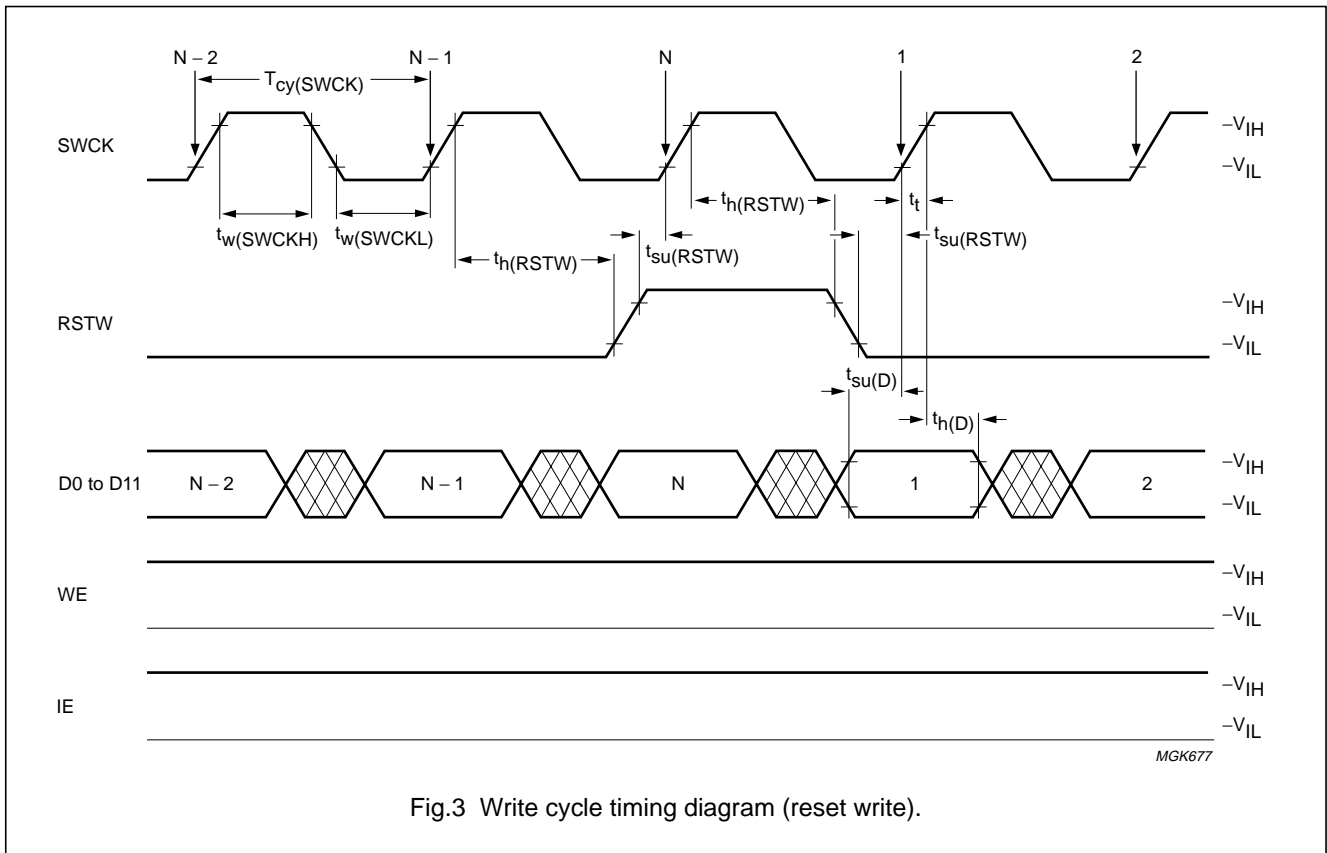 N – 2
N – 1
N
1
2
Tcy(SWCK)
SWCK
–VIH
–VIL
tw(SWCKH)
tw(SWCKL)
th(RSTW)
tt
tsu(RSTW)
th(RSTW)
tsu(RSTW)
RSTW
–VIH
–VIL
tsu(D)
th(D)
D0 to D11
N – 2
N – 1
N
1
2
–VIH
–VIL
WE
–VIH
–VIL
IE
–VIH
–VIL
MGK677
Fig.3 Write cycle timing diagram (reset write).